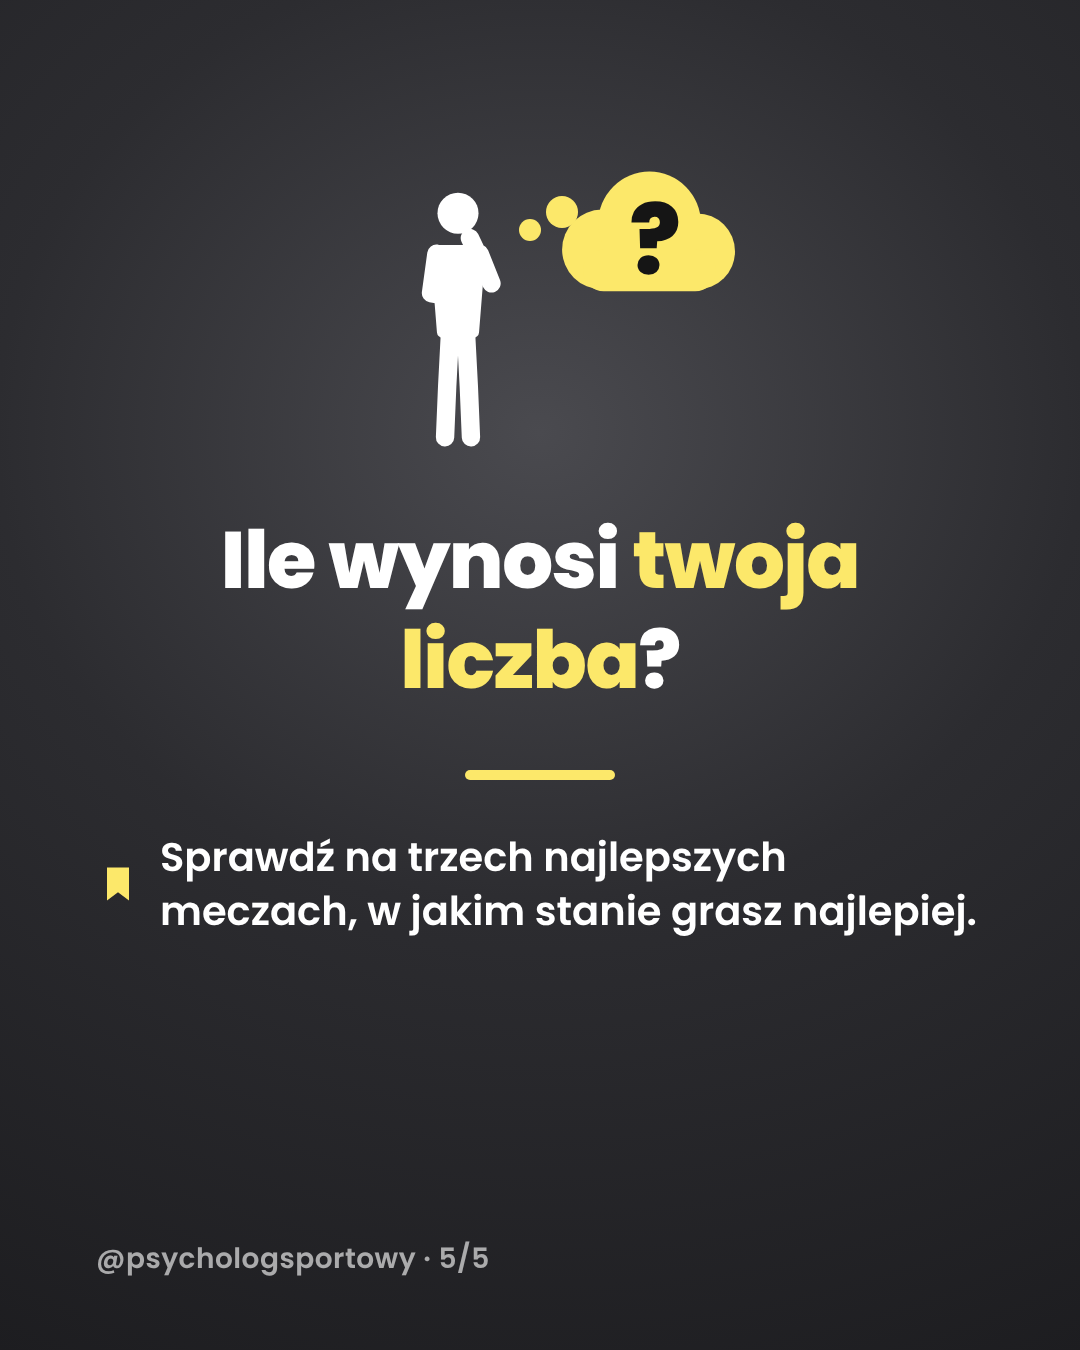 ?
Ile wynosi twoja
liczba?
Sprawdź na trzech najlepszych
meczach, w jakim stanie grasz najlepiej.
@psychologsportowy · 5/5